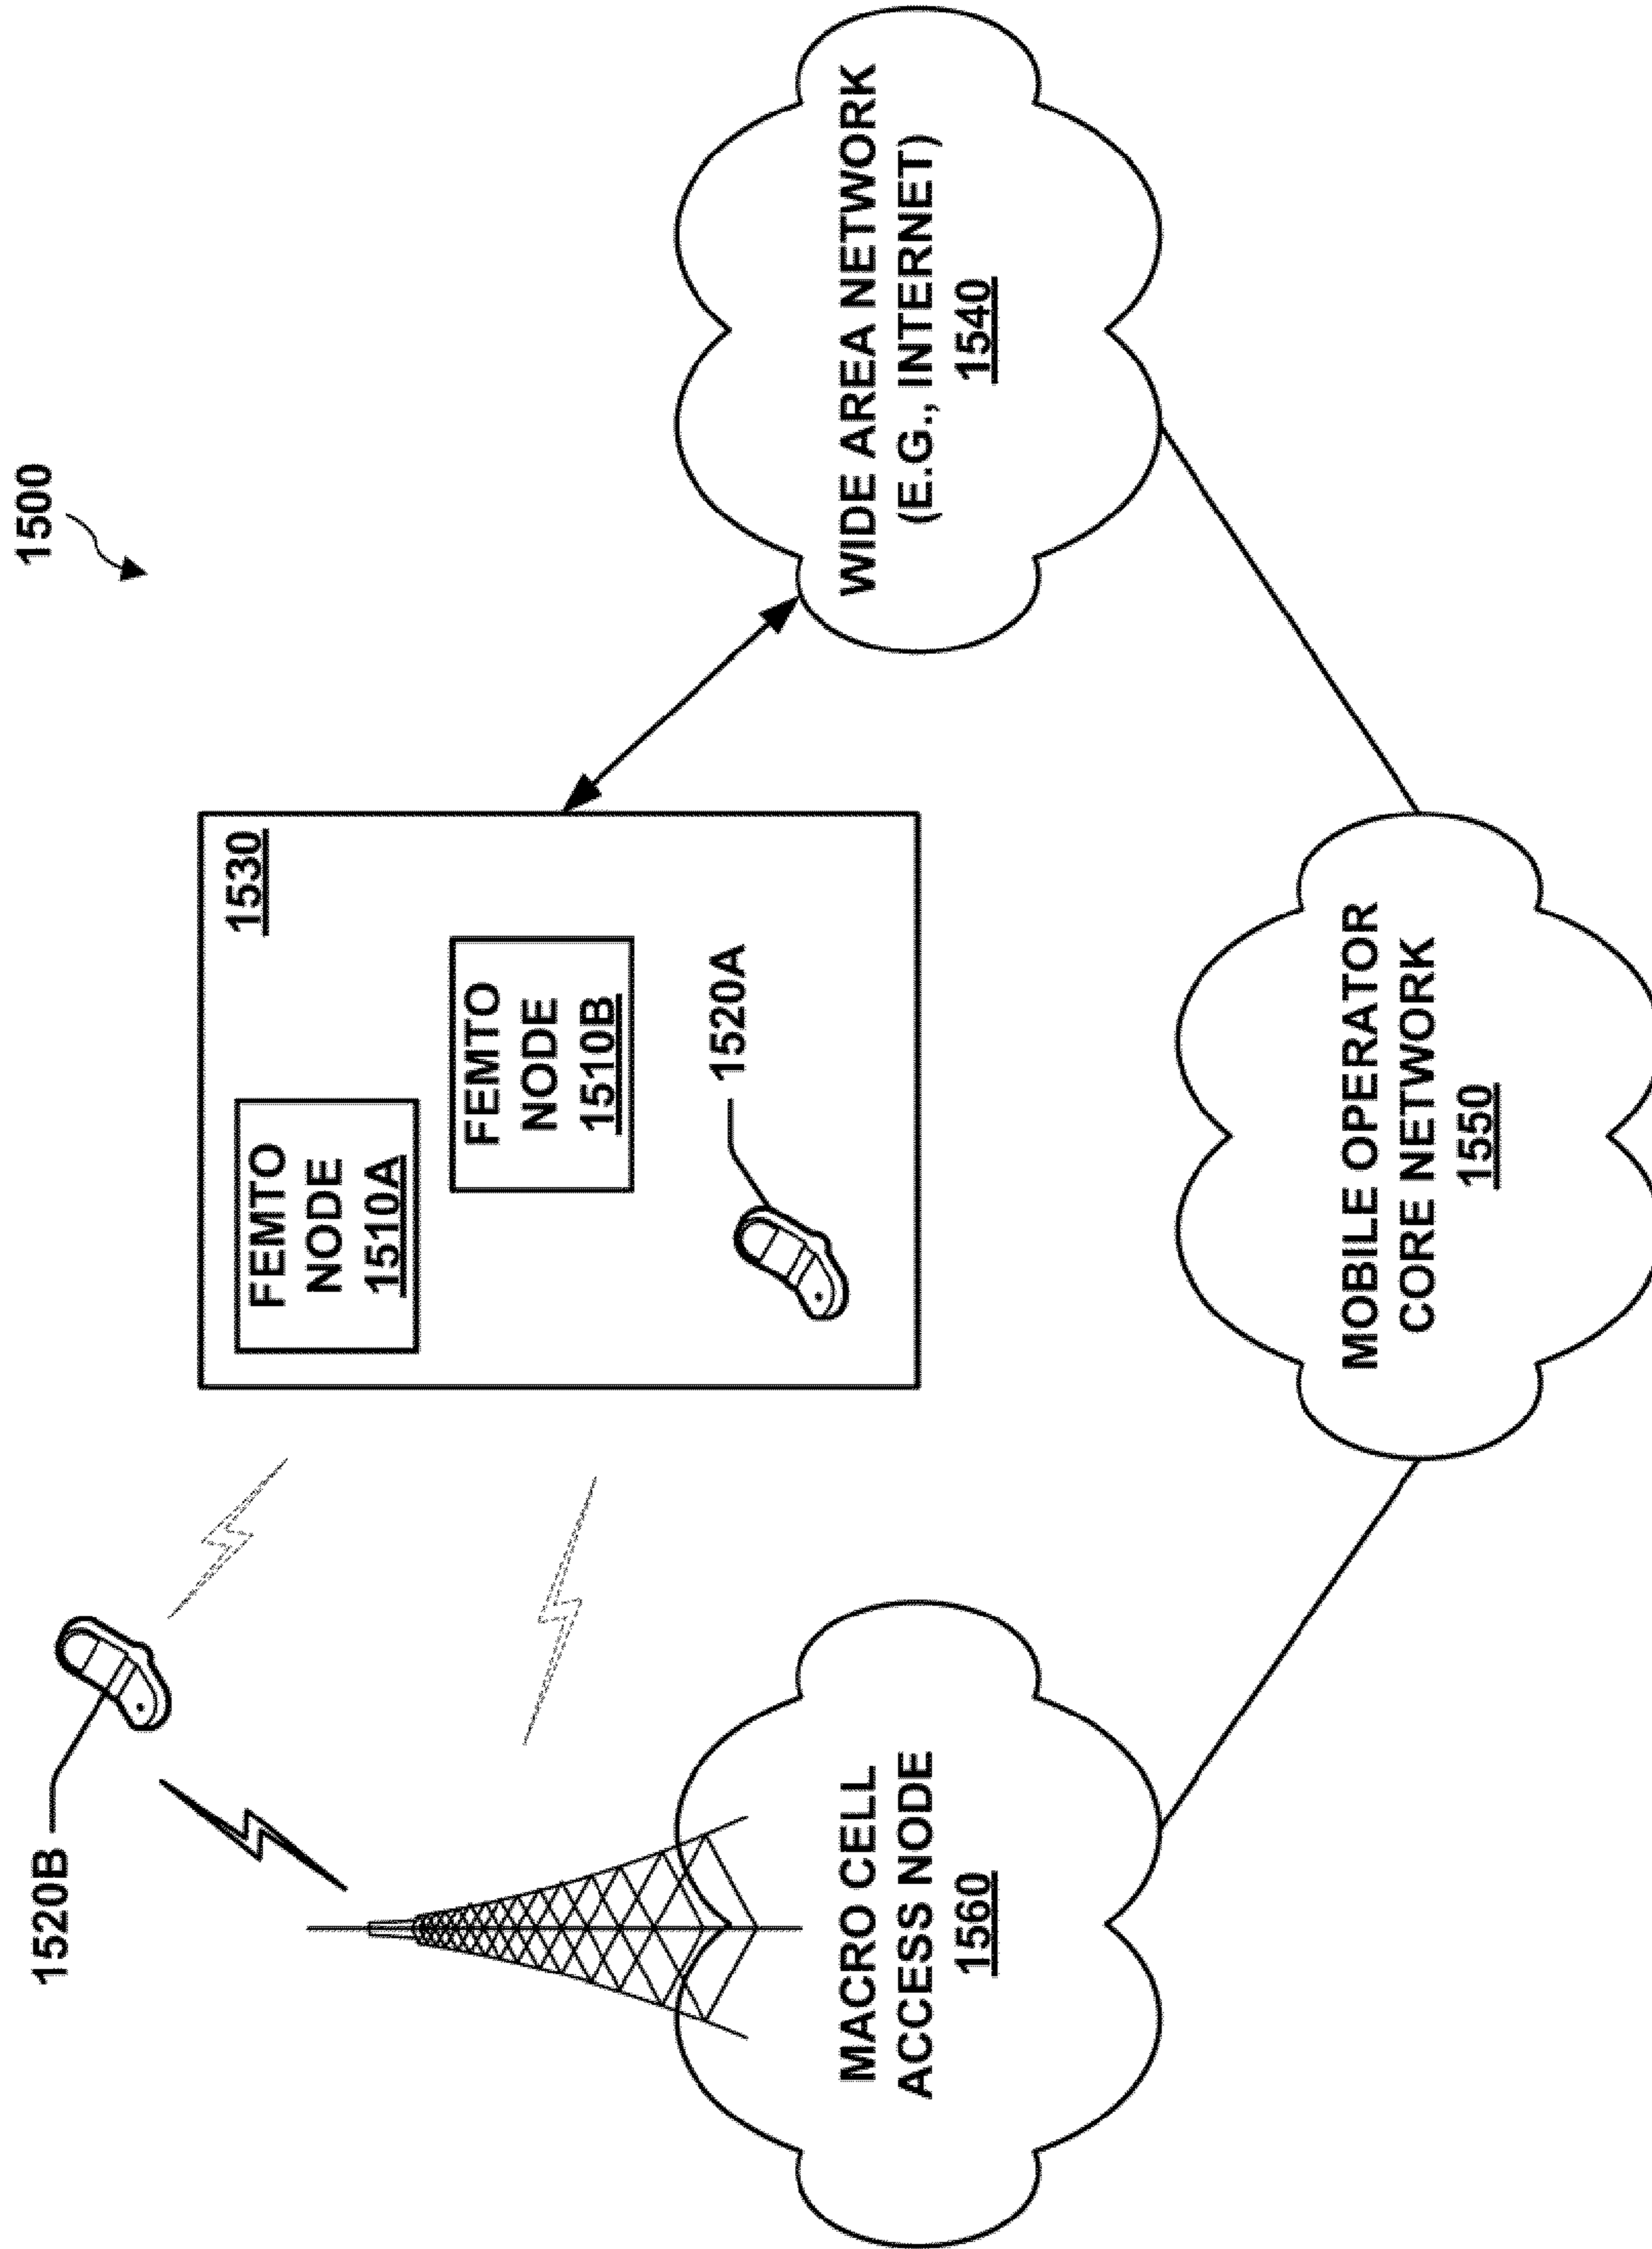 1500
1520B
1530
FEMTO
NODE
1510A
FEMTO
NODE
1510B
1520A
MACRO CELL
ACCESS NODE
1560
WIDE AREA NETWORK
(E.G., INTERNET)
1540
MOBILE OPERATOR
CORE NETWORK
1550